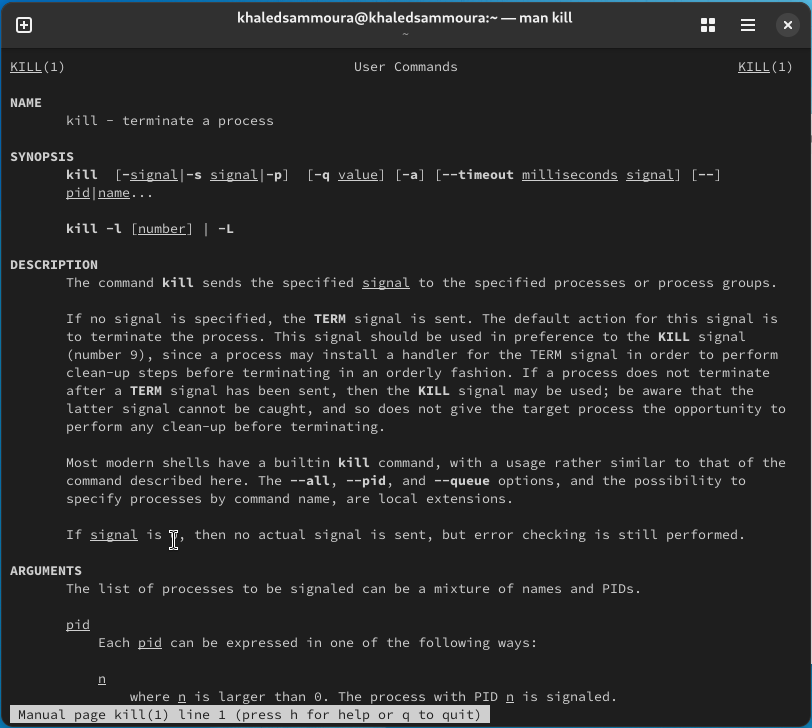 khaledsammoura@khaledsammoura:~ — man kill
~
KILL(1) User Commands KILL(1)
NAME
kill - terminate a process
SYNOPSIS
kill [-signal|-s signal|-p] [-q value] [-a] [--timeout milliseconds signal] [--]
pid|name...
kill -l [number] | -L
DESCRIPTION
The command kill sends the specified signal to the specified processes or process groups.
If no signal is specified, the TERM signal is sent. The default action for this signal is
to terminate the process. This signal should be used in preference to the KILL signal
(number 9), since a process may install a handler for the TERM signal in order to perform
clean-up steps before terminating in an orderly fashion. If a process does not terminate
after a TERM signal has been sent, then the KILL signal may be used; be aware that the
latter signal cannot be caught, and so does not give the target process the opportunity to
perform any clean-up before terminating.
Most modern shells have a builtin kill command, with a usage rather similar to that of the
command described here. The --all, --pid, and --queue options, and the possibility to
specify processes by command name, are local extensions.
If signal is , then no actual signal is sent, but error checking is still performed.
ARGUMENTS
The list of processes to be signaled can be a mixture of names and PIDs.
pid
Each pid can be expressed in one of the following ways:
n
where n is larger than 0. The process with PID n is signaled.
Manual page kill(1) line 1 (press h for help or q to quit)